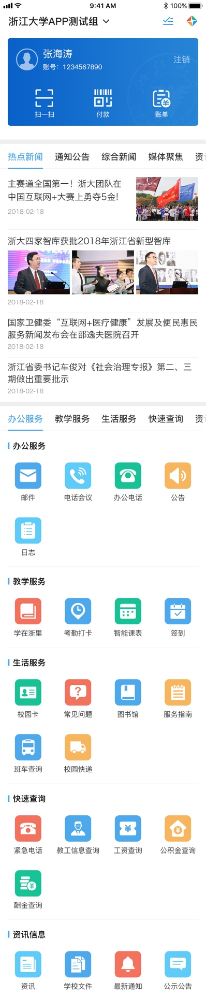 9:41 AM
100%
浙江大学APP测试组
张海涛
账号：1234567890
注销
扫一扫
付款
账单
热点新闻
通知公告
综合新闻
媒体聚焦
主赛道全国第一！浙大团队在
中国互联网+大赛上勇夺5金!
2018-02-18
浙大四家智库获批2018年浙江省新型智库
2018-02-18
国家卫健委“互联网+医疗健康”发展及便民惠民
服务新闻发布会在邵逸夫医院召开
2018-02-18
浙江省委书记车俊对《社会治理专报》第二、三
期做出重要批示
2018-02-18
办公服务
教学服务
生活服务
快速查询
办公服务
邮件
电话会议
办公电话
公告
日志
教学服务
学在浙里
考勤打卡
智能课表
签到
生活服务
校园卡
常见问题
图书馆
服务指南
班车查询
校园快递
快速查询
紧急电话
教工信息查询
工资查询
公积金查询
酬金查询
资讯信息
资讯
学校文件
最新通知
公示公告